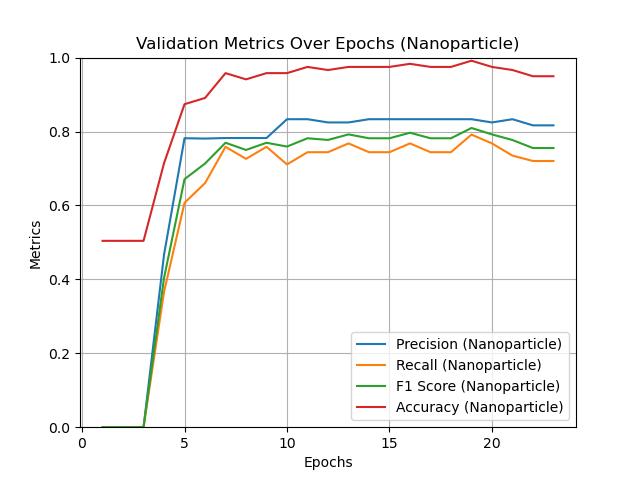 Validation Metrics Over Epochs (Nanoparticle)
Metrics
1.0
0.8
0.6
0.4
0.2
0.0
0
5
10
15
20
Epochs
Precision (Nanoparticle)
Recall (Nanoparticle)
F1 Score (Nanoparticle)
Accuracy (Nanoparticle)